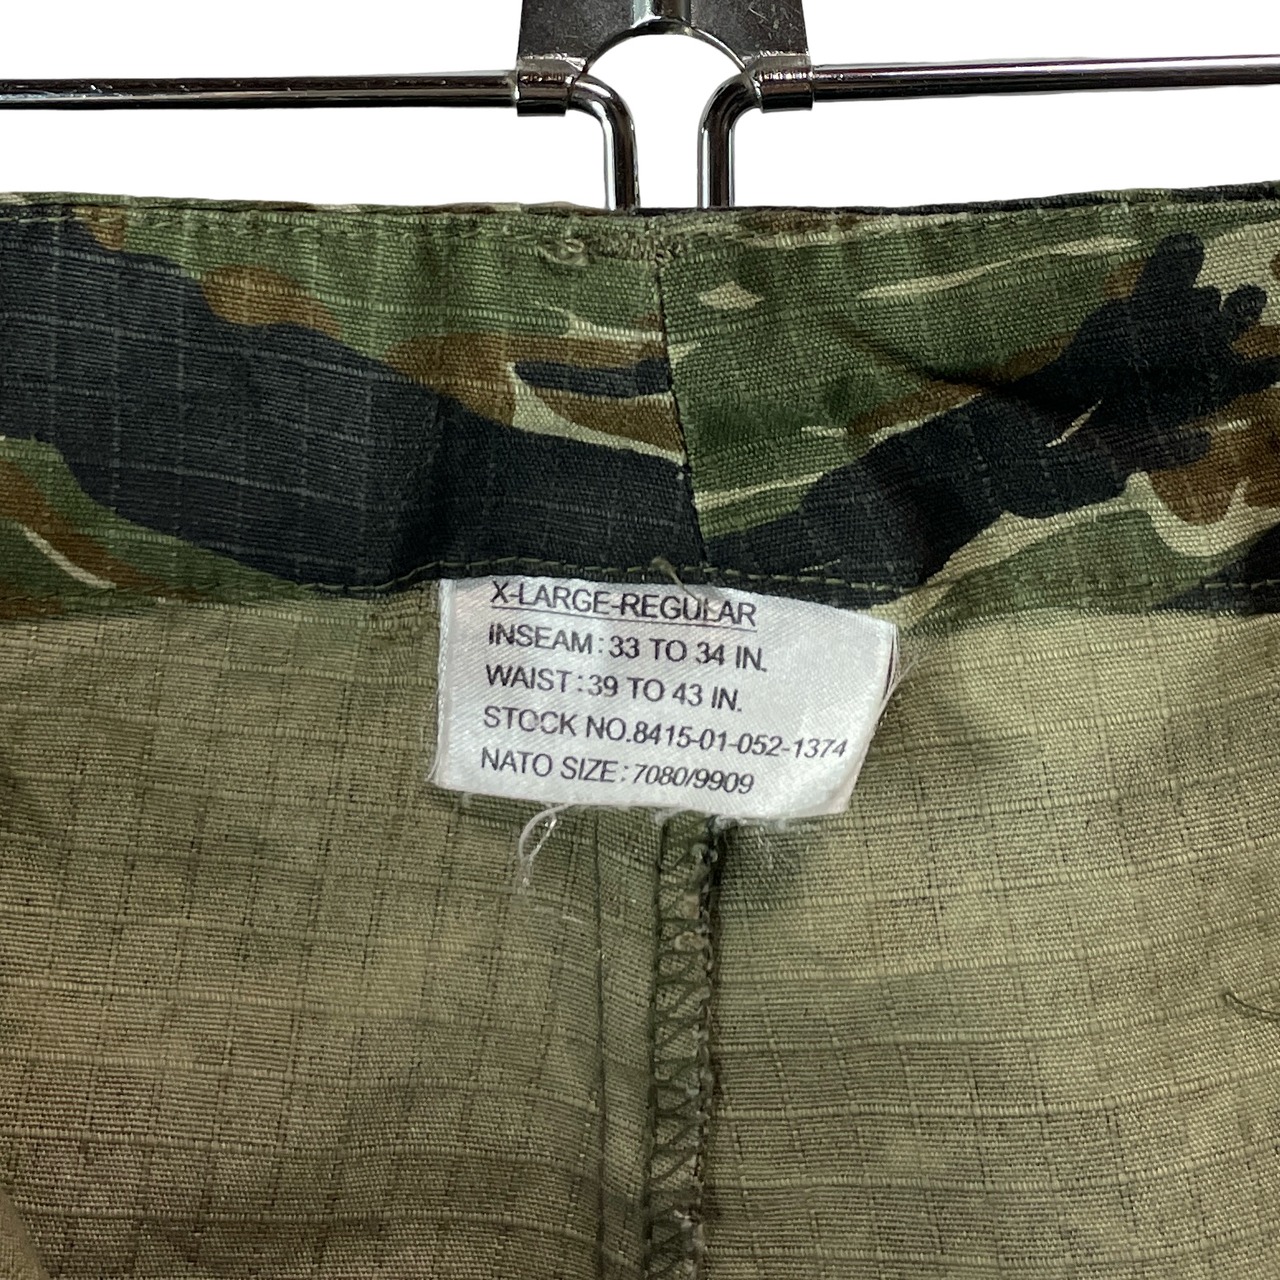 X-LARGE-REGULAR
INSEAM: 33 TO 34 IN.
WAIST: 39 TO 43 IN.
STOCK NO.8415-01-052-1374
NATO SIZE: 7080/9909